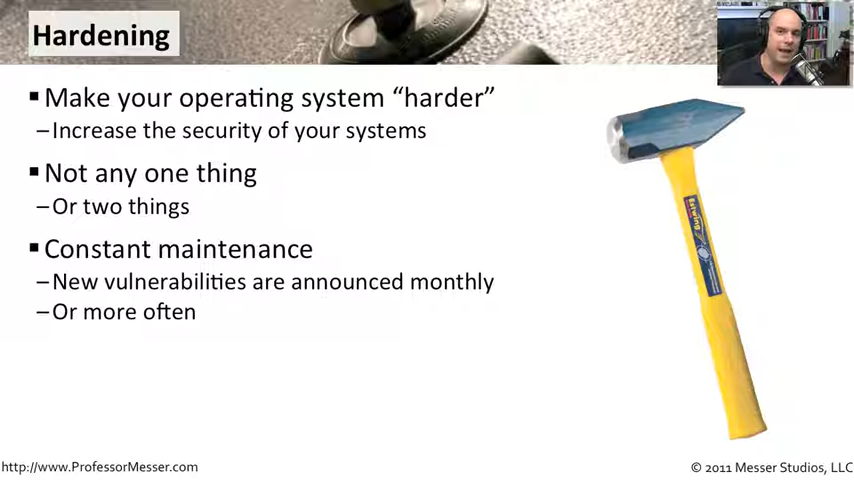 Hardening
▪ Make your operating system “harder”
–Increase the security of your systems
▪ Not any one thing
–Or two things
▪ Constant maintenance
–New vulnerabilities are announced monthly
–Or more often
Estwing
http://www.ProfessorMesser.com
© 2011 Messer Studios, LLC